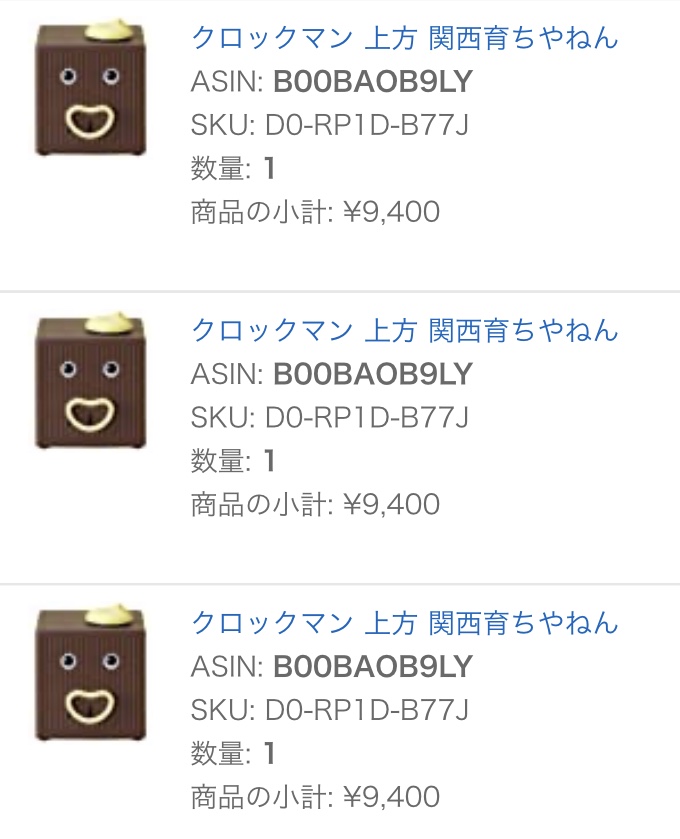 クロックマン 上方 関西育ちやねん
ASIN: B00BAOB9LY
SKU: D0-RP1D-B77J
数量: 1
商品の小計: ¥9,400
クロックマン 上方 関西育ちやねん
ASIN: B00BAOB9LY
SKU: D0-RP1D-B77J
数量: 1
商品の小計: ¥9,400
クロックマン 上方 関西育ちやねん
ASIN: B00BAOB9LY
SKU: D0-RP1D-B77J
数量: 1
商品の小計: ¥9,400